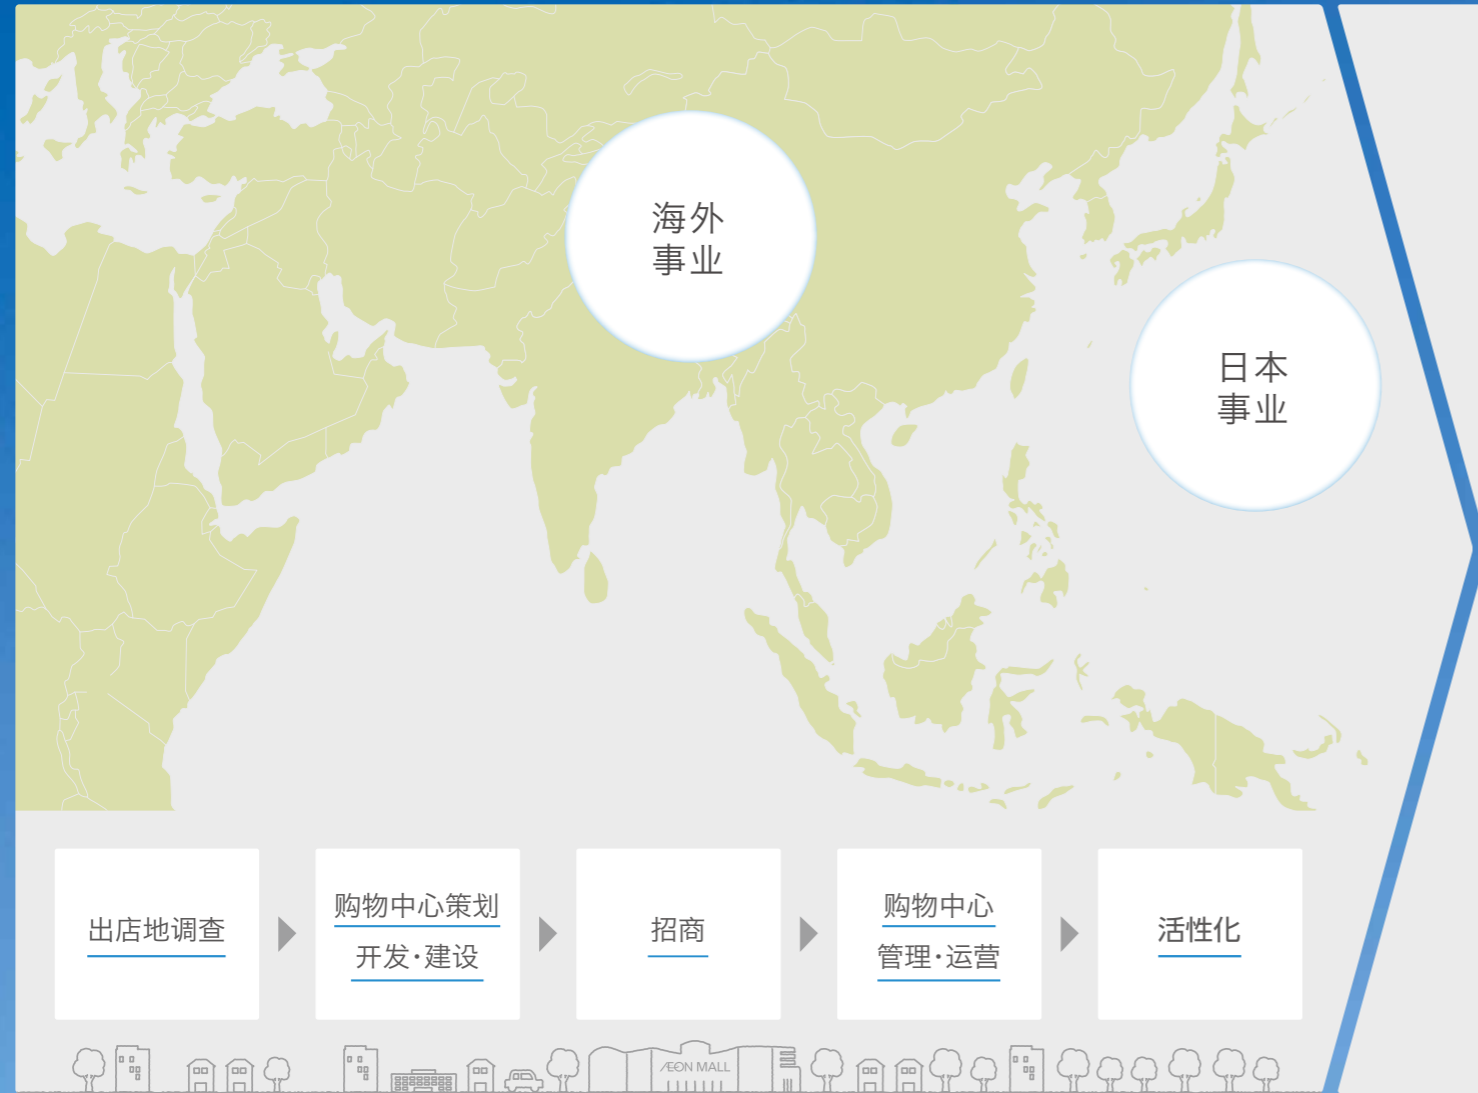 海外
事业
日本
事业
出店地调查
购物中心策划
开发·建设
招商
购物中心
管理·运营
活性化
ÆON MALL